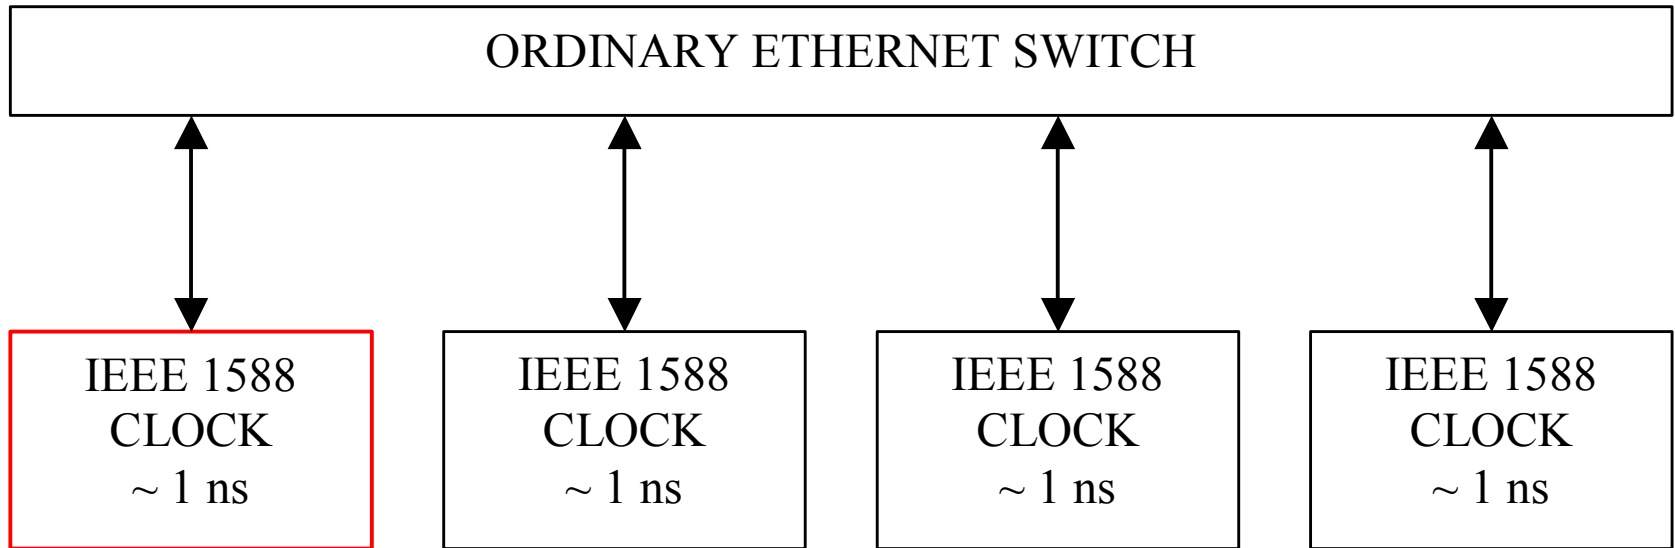 ORDINARY ETHERNET SWITCH
IEEE 1588
CLOCK
~ 1 ns
IEEE 1588
CLOCK
~ 1 ns
IEEE 1588
CLOCK
~ 1 ns
IEEE 1588
CLOCK
~ 1 ns